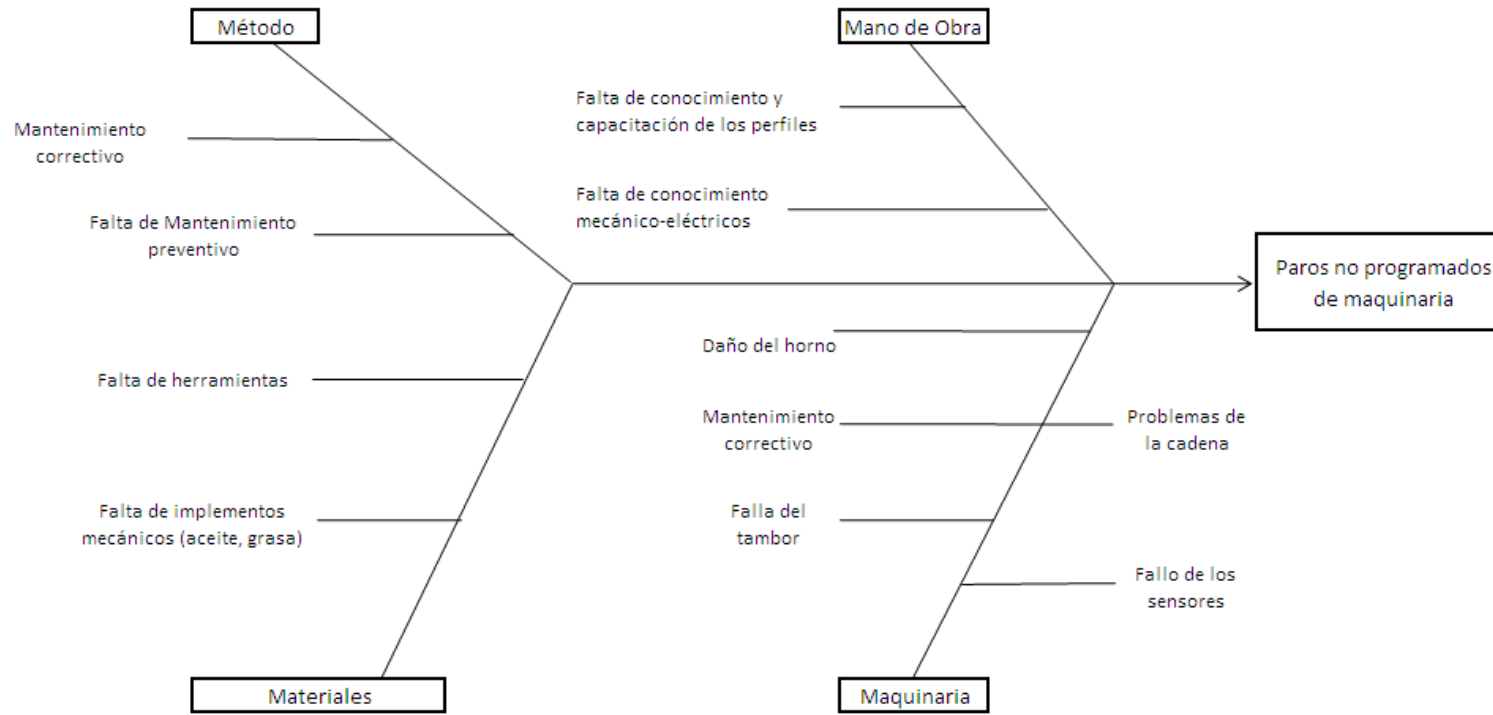 Método
Mano de Obra
Falta de conocimiento y
capacitación de los perfiles
Mantenimiento
correctivo
Falta de conocimiento
mecánico-eléctricos
Falta de Mantenimiento
preventivo
Paros no programados
de maquinaria
Daño del horno
Falta de herramientas
Mantenimiento
correctivo
Problemas de
la cadena
Falta de implementos
mecánicos (aceite, grasa)
Falla del
tambor
Fallo de los
sensores
Materiales
Maquinaria